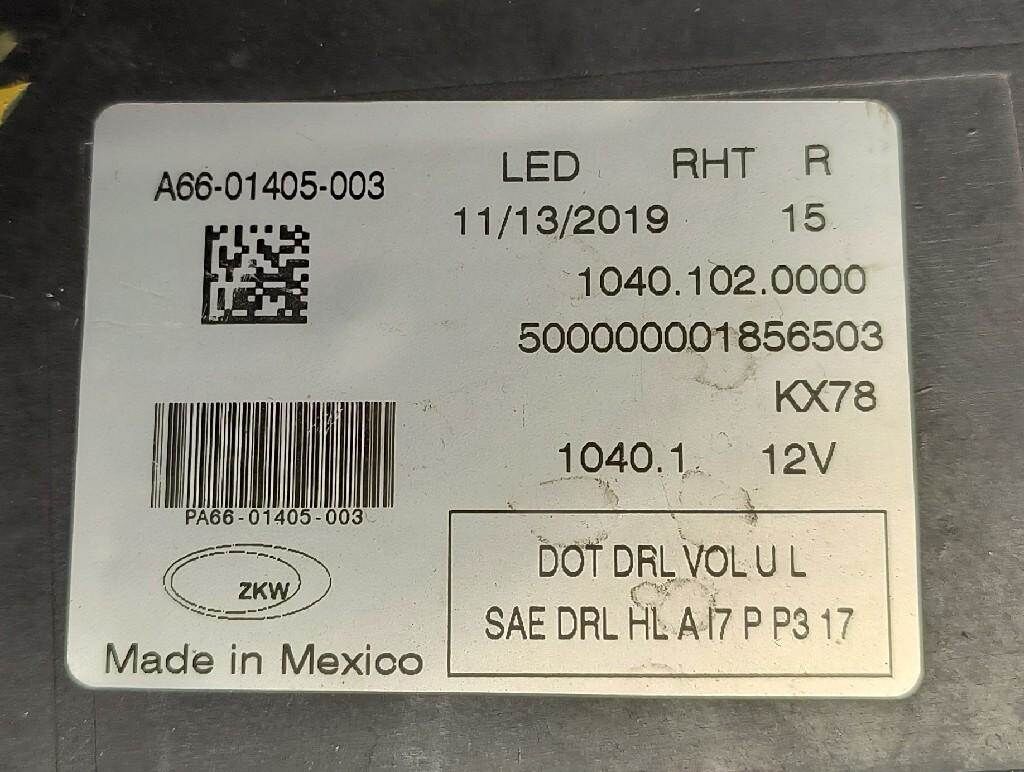 A66-01405-003
LED RHT R
11/13/2019 15
1040.102.0000
500000001856503
KX78
1040.1 12V
PA66-01405-003
ZKW
Made in Mexico
DOT DRL VOL U L
SAE DRL HL A I7 P P3 17